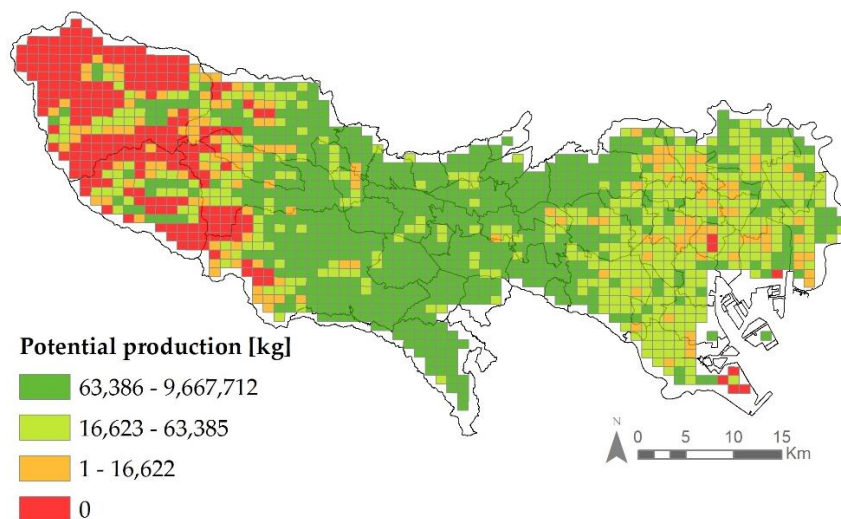 Potential production [kg]
63,386 - 9,667,712
16,623 - 63,385
1 - 16,622
0
N
0 5 10 15
Km